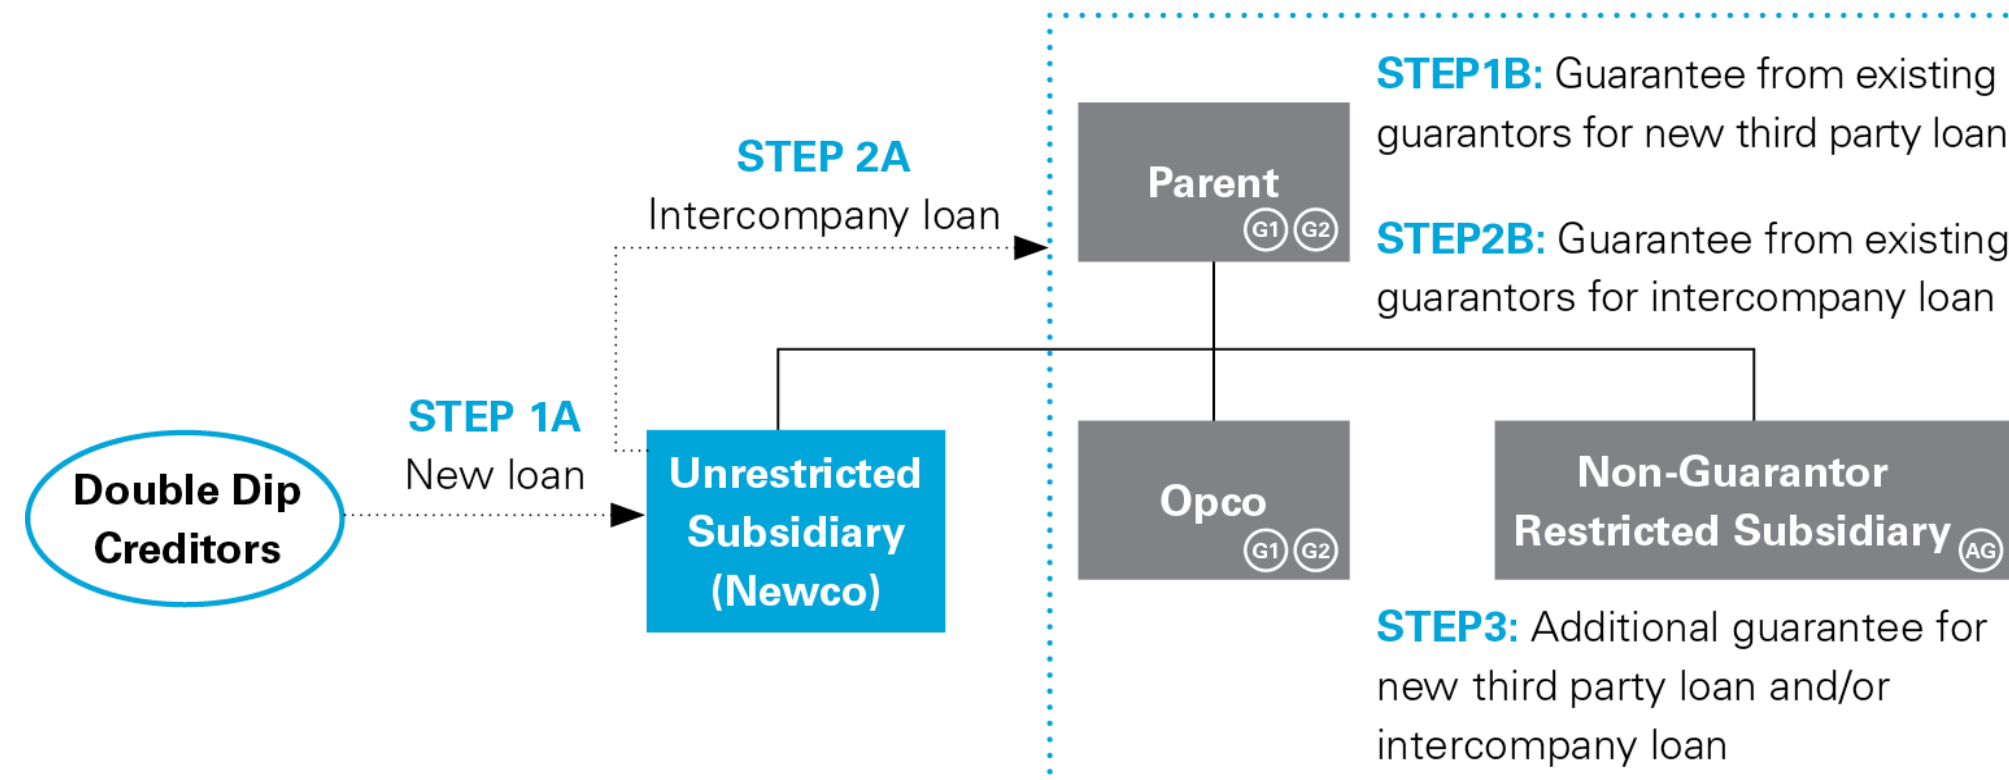 STEP1B: Guarantee from existing
guarantors for new third party loan
STEP 2A
Intercompany loan
Parent
G1 G2
STEP2B: Guarantee from existing
guarantors for intercompany loan
STEP 1A
New loan
Double Dip
Creditors
Unrestricted
Subsidiary
(Newco)
Opco
G1 G2
Non-Guarantor
Restricted Subsidiary
AG
STEP3: Additional guarantee for
new third party loan and/or
intercompany loan